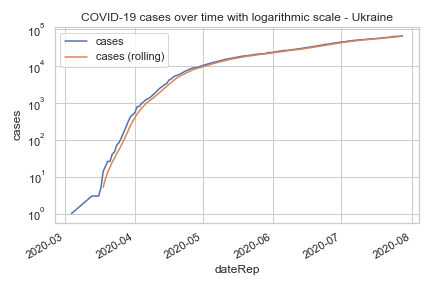 COVID-19 cases over time with logarithmic scale - Ukraine
cases
cases (rolling)
10^5
10^4
10^3
10^2
10^1
10^0
cases
2020-03
2020-04
2020-05
2020-06
2020-07
2020-08
dateRep